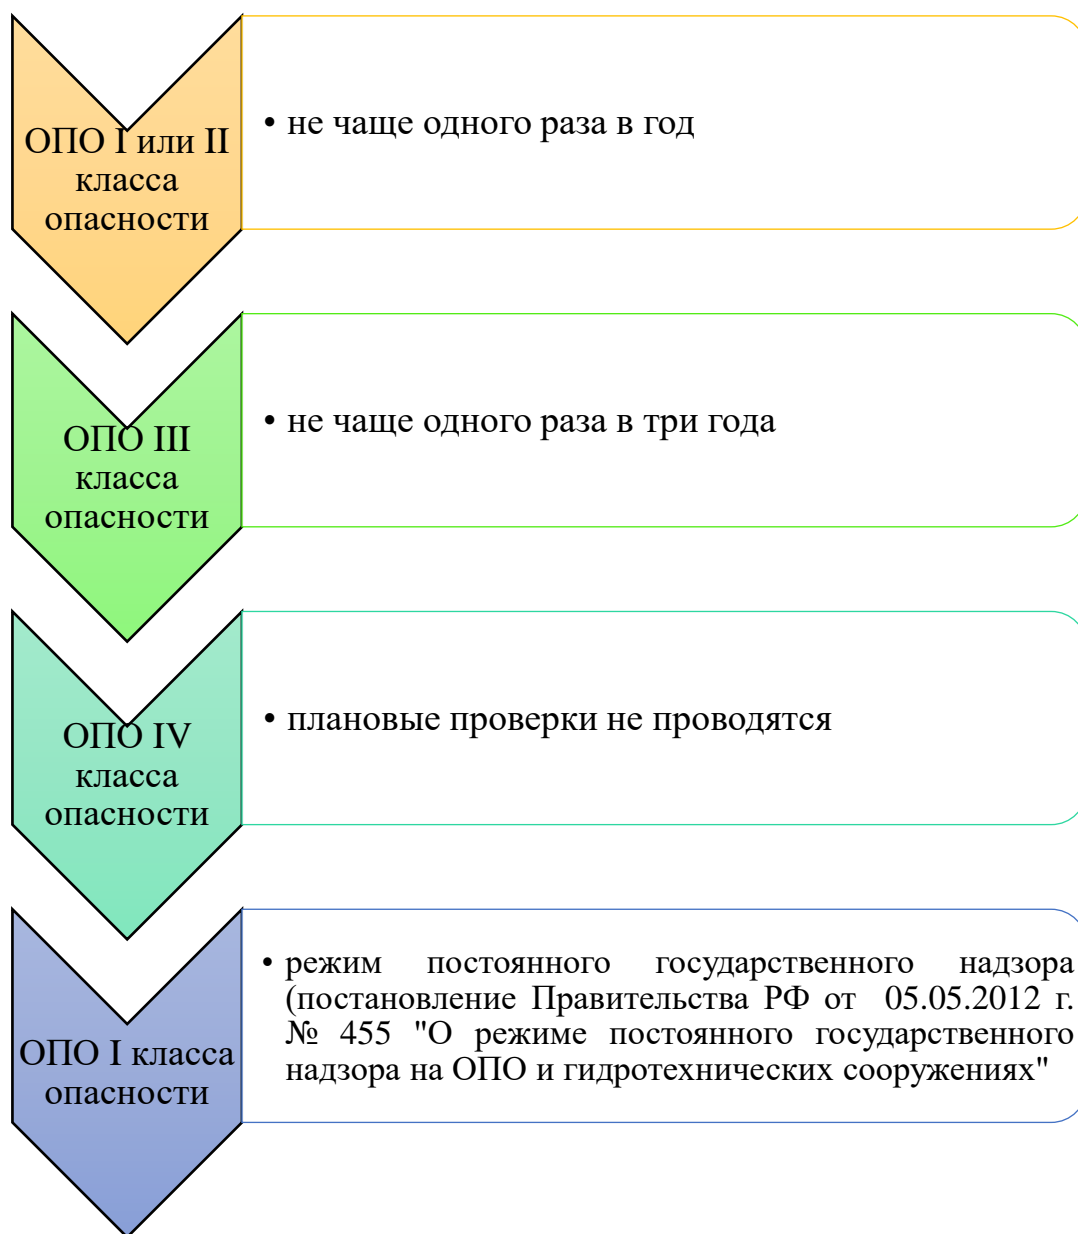 ОПО I или II
класса
опасности
• не чаще одного раза в год
ОПО III
класса
опасности
• не чаще одного раза в три года
ОПО IV
класса
опасности
• плановые проверки не проводятся
ОПО I класса
опасности
• режим постоянного государственного надзора
(постановление Правительства РФ от 05.05.2012 г.
№ 455 "О режиме постоянного государственного
надзора на ОПО и гидротехнических сооружениях"